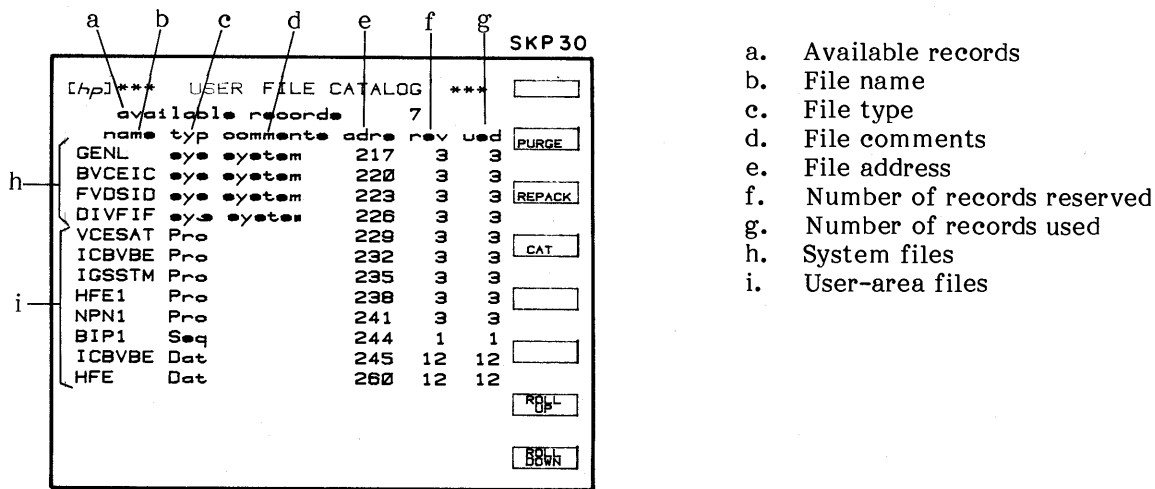 a b c d e f g
SKP 30
[hp]*** USER FILE CATALOG ***
available records 7
name typ comments adrs rsv usd
GENL sys system 217 3 3
BVCEIC sys system 220 3 3
FVDSID sys system 223 3 3
DIVFIF sys system 226 3 3
VCESAT Pro 229 3 3
ICBVBE Pro 232 3 3
IGSSTM Pro 235 3 3
HFE1 Pro 238 3 3
NPN1 Pro 241 3 3
BIP1 Seq 244 1 1
ICBVBE Dat 245 12 12
HFE Dat 260 12 12
h
i
PURGE
REPACK
CAT
ROLL
UP
ROLL
DOWN
a. Available records
b. File name
c. File type
d. File comments
e. File address
f. Number of records reserved
g. Number of records used
h. System files
i. User-area files